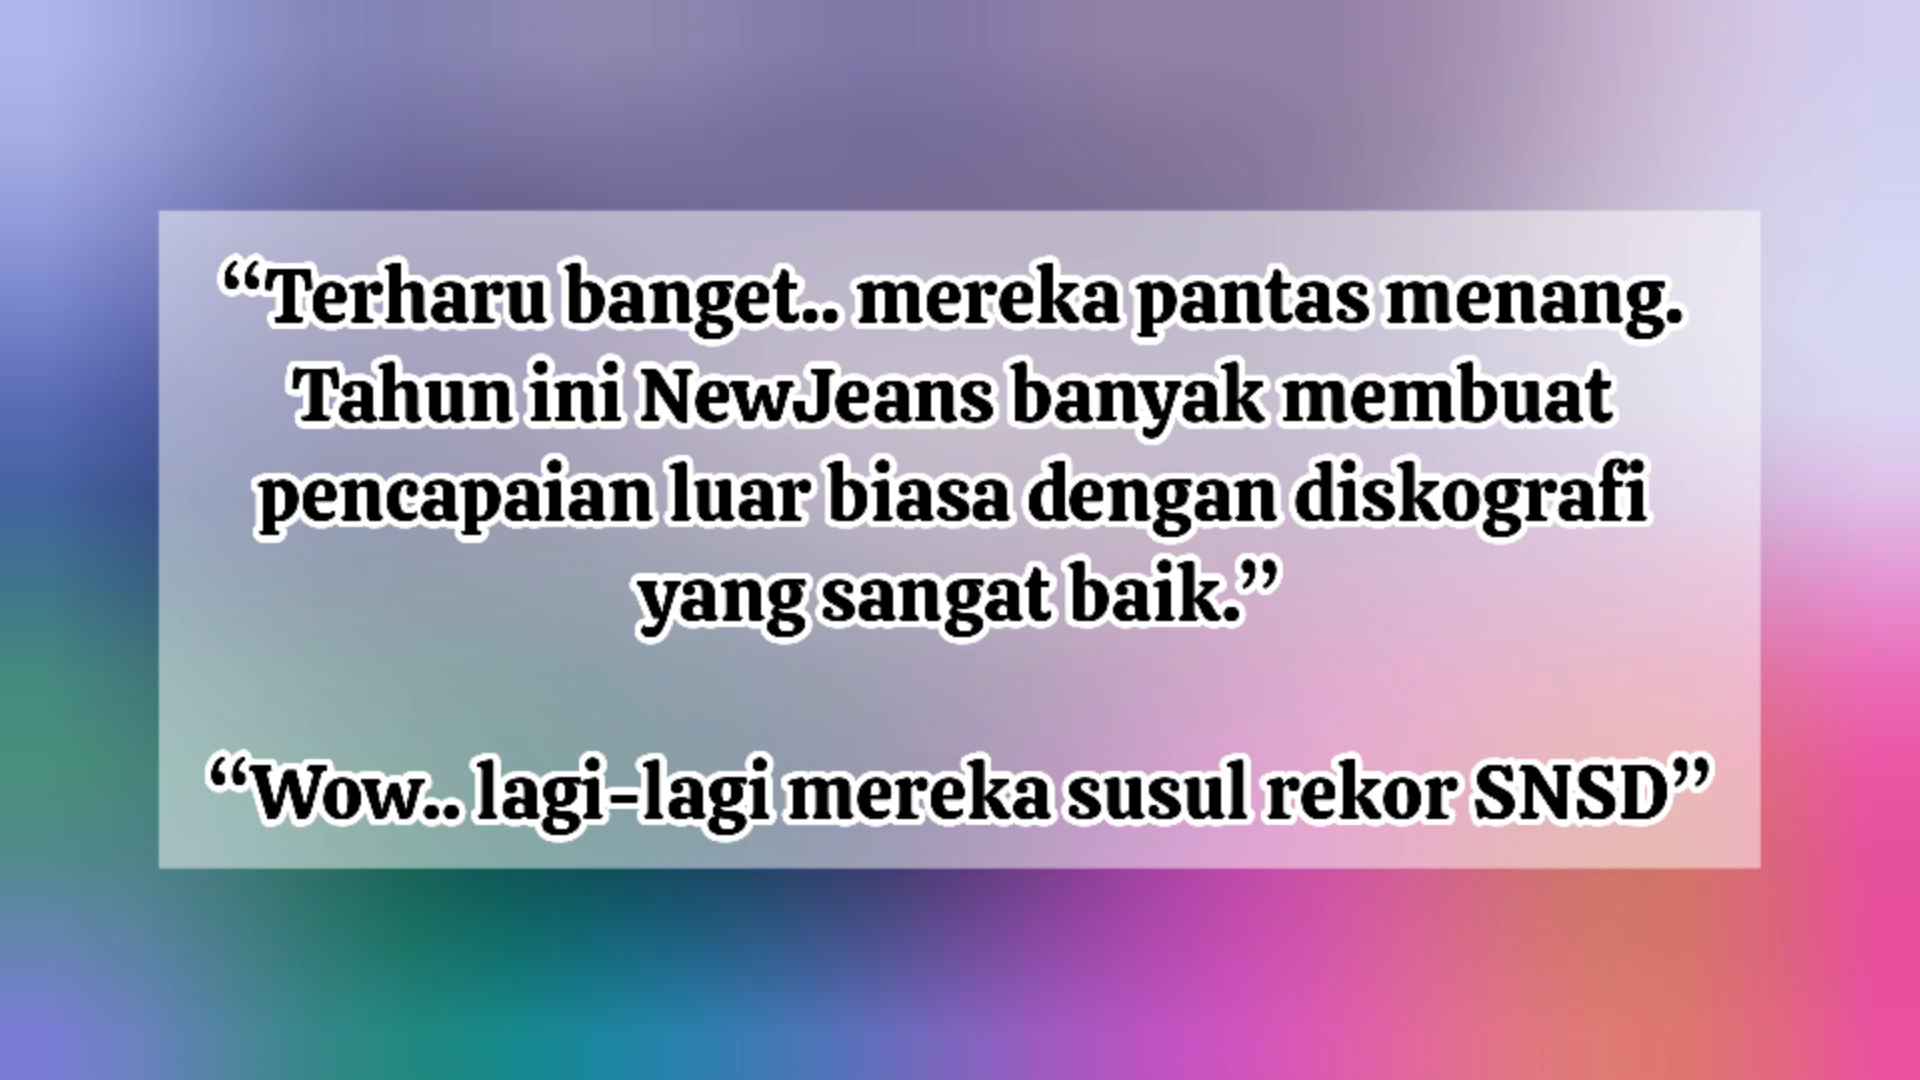 “Terharu banget.. mereka pantas menang.
Tahun ini NewJeans banyak membuat
pencapaian luar biasa dengan diskografi
yang sangat baik.”
“Wow.. lagi-lagi mereka susul rekor SNSD”